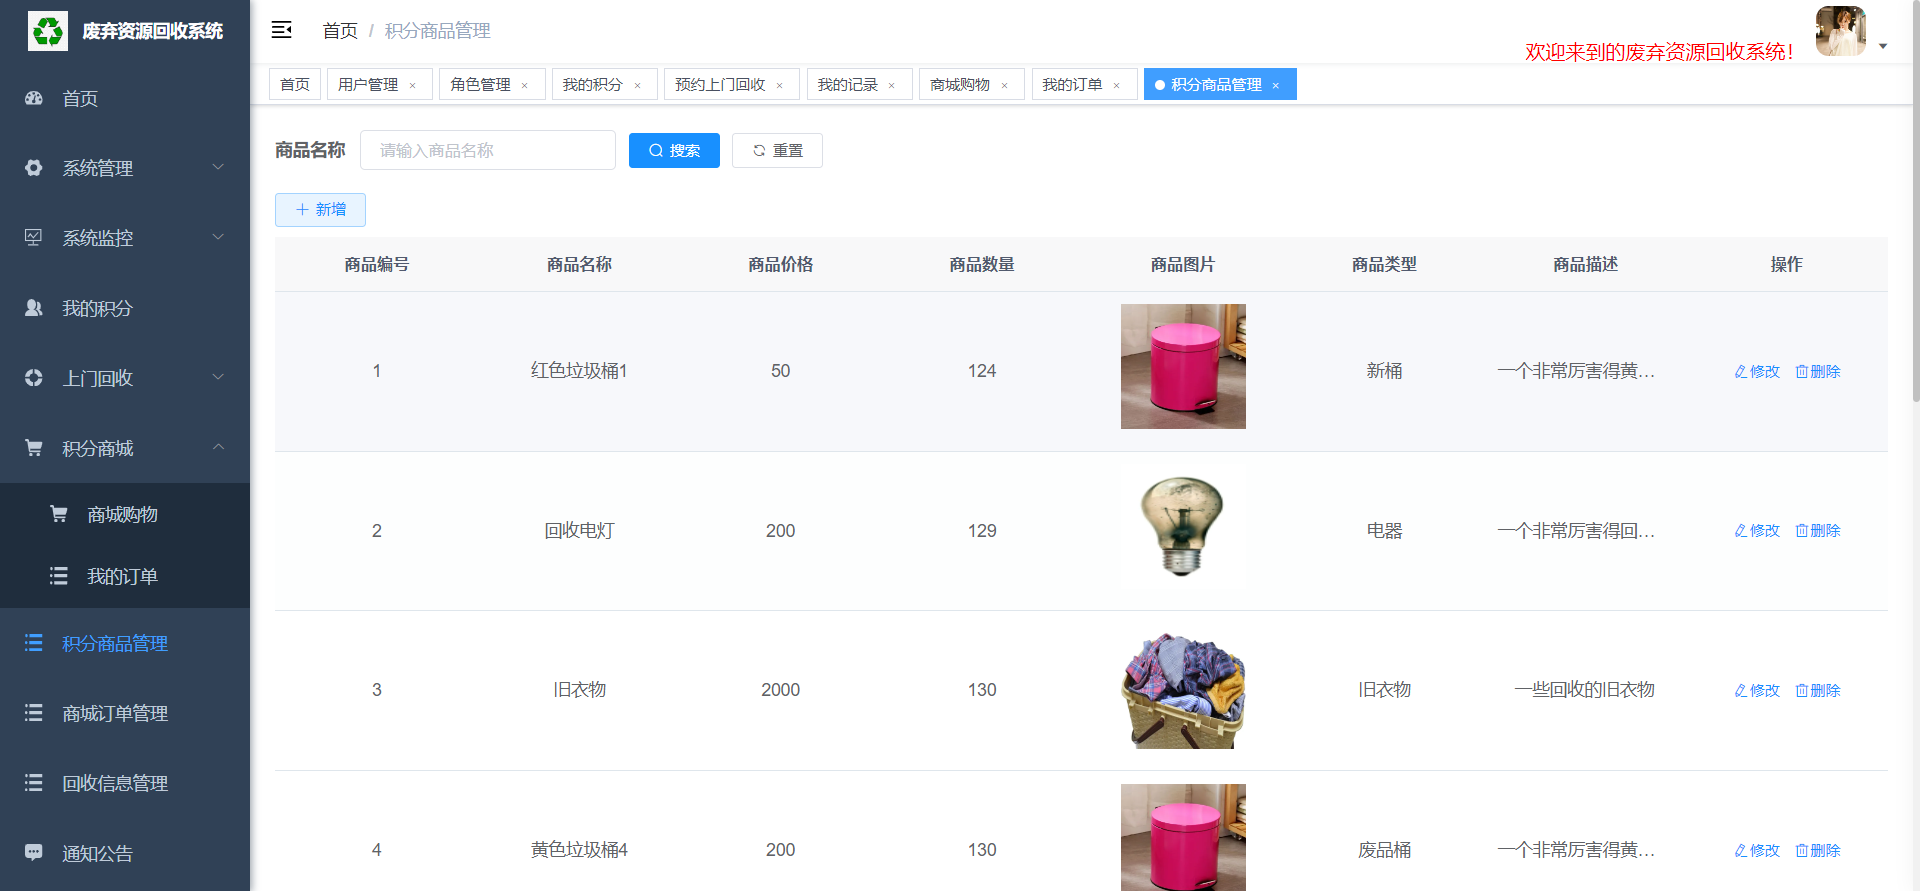 废弃资源回收系统
首页
系统管理
系统监控
我的积分
上门回收
积分商城
商城购物
我的订单
积分商品管理
商城订单管理
回收信息管理
通知公告
首页 / 积分商品管理
欢迎来到的废弃资源回收系统！
首页 用户管理 × 角色管理 × 我的积分 × 预约上门回收 × 我的记录 × 商城购物 × 我的订单 × 积分商品管理 ×
商品名称 请输入商品名称 搜索 重置
+ 新增
商品编号 商品名称 商品价格 商品数量 商品图片 商品类型 商品描述 操作
1 红色垃圾桶1 50 124 新桶 一个非常厉害得黄… 修改 删除
2 回收电灯 200 129 电器 一个非常厉害得回… 修改 删除
3 旧衣物 2000 130 旧衣物 一些回收的旧衣物 修改 删除
4 黄色垃圾桶4 200 130 废品桶 一个非常厉害得黄… 修改 删除